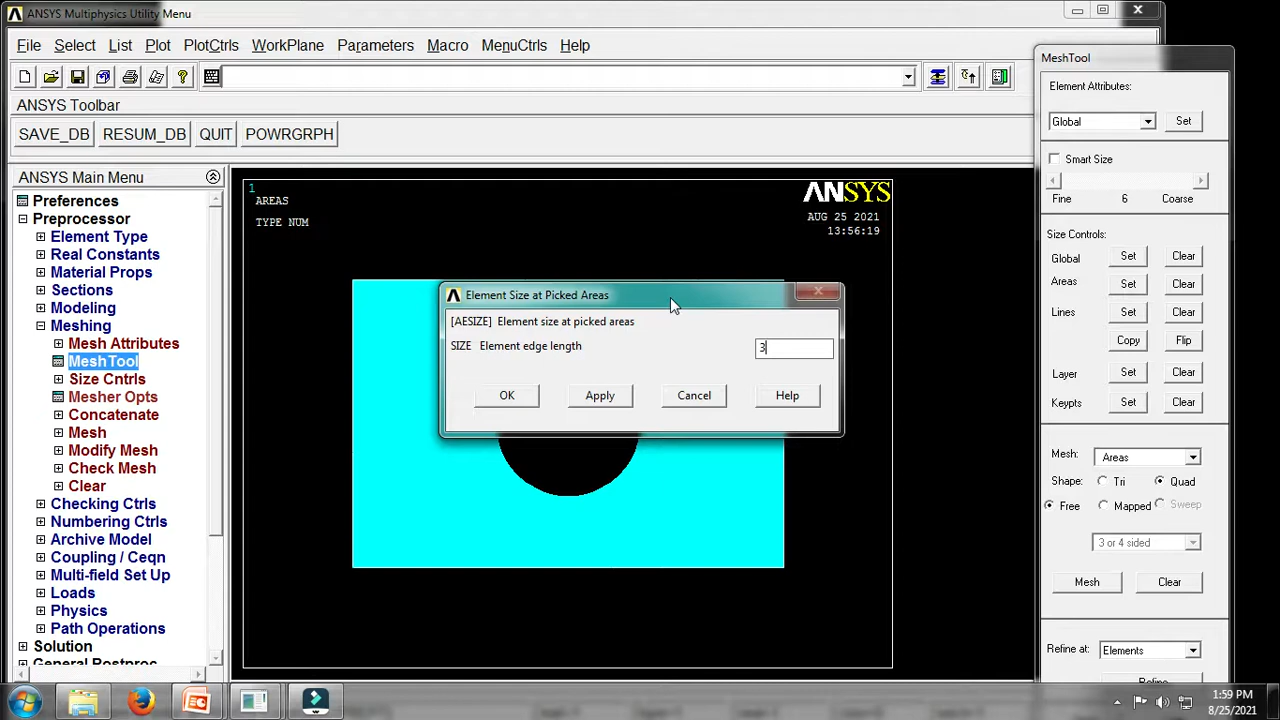 ANSYS Multiphysics Utility Menu
File Select List Plot PlotCtrls WorkPlane Parameters Macro MenuCtrls Help
ANSYS Toolbar
SAVE_DB RESUM_DB QUIT POWRGRPH
ANSYS Main Menu
Preferences
Preprocessor
Element Type
Real Constants
Material Props
Sections
Modeling
Meshing
Mesh Attributes
MeshTool
Size Cntrls
Mesher Opts
Concatenate
Mesh
Modify Mesh
Check Mesh
Clear
Checking Ctrls
Numbering Ctrls
Archive Model
Coupling / Ceqn
Multi-field Set Up
Loads
Physics
Path Operations
Solution
General Postproc
1
AREAS
TYPE NUM
ANSYS
AUG 25 2021
13:56:19
Element Size at Picked Areas
[AESIZE] Element size at picked areas
SIZE Element edge length 3
OK Apply Cancel Help
MeshTool
Element Attributes:
Global Set
Smart Size
Fine 6 Coarse
Size Controls:
Global Set Clear
Areas Set Clear
Lines Set Clear
Copy Flip
Layer Set Clear
Keypts Set Clear
Mesh: Areas
Shape: Tri Quad
Free Mapped Sweep
3 or 4 sided
Mesh Clear
Refine at: Elements
Refine
1:59 PM
8/25/2021